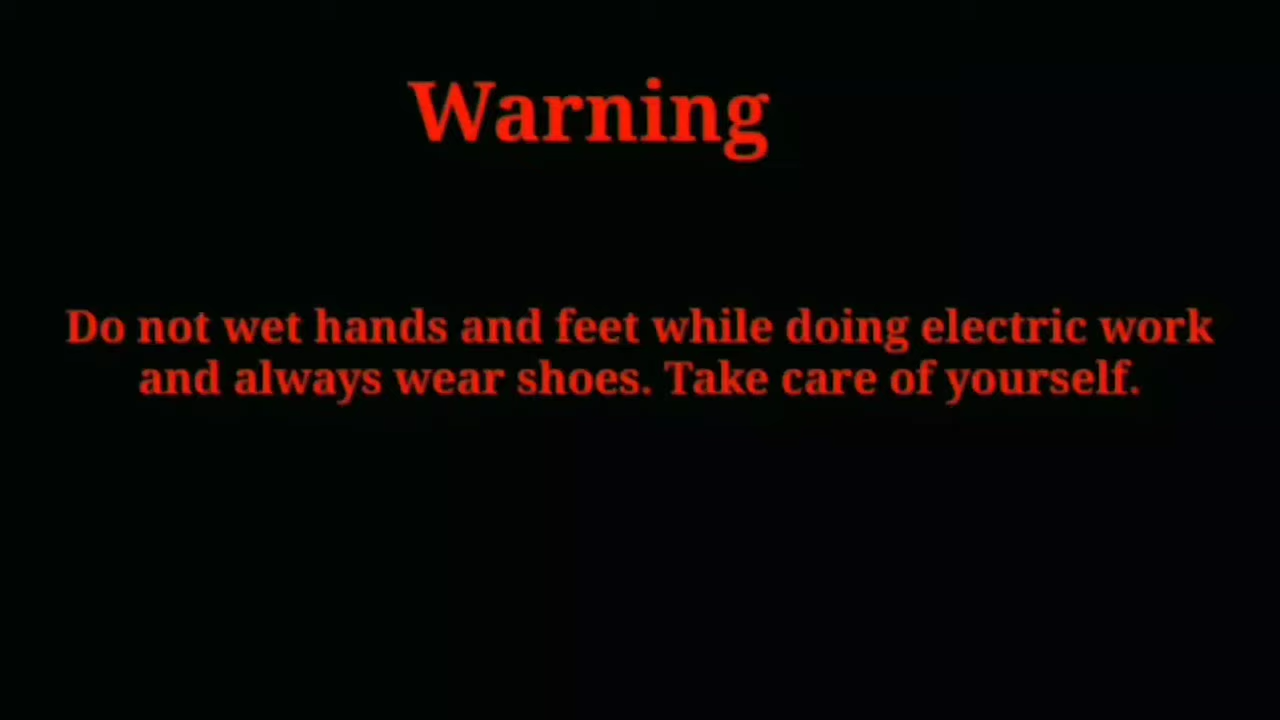 Warning
Do not wet hands and feet while doing electric work
and always wear shoes. Take care of yourself.